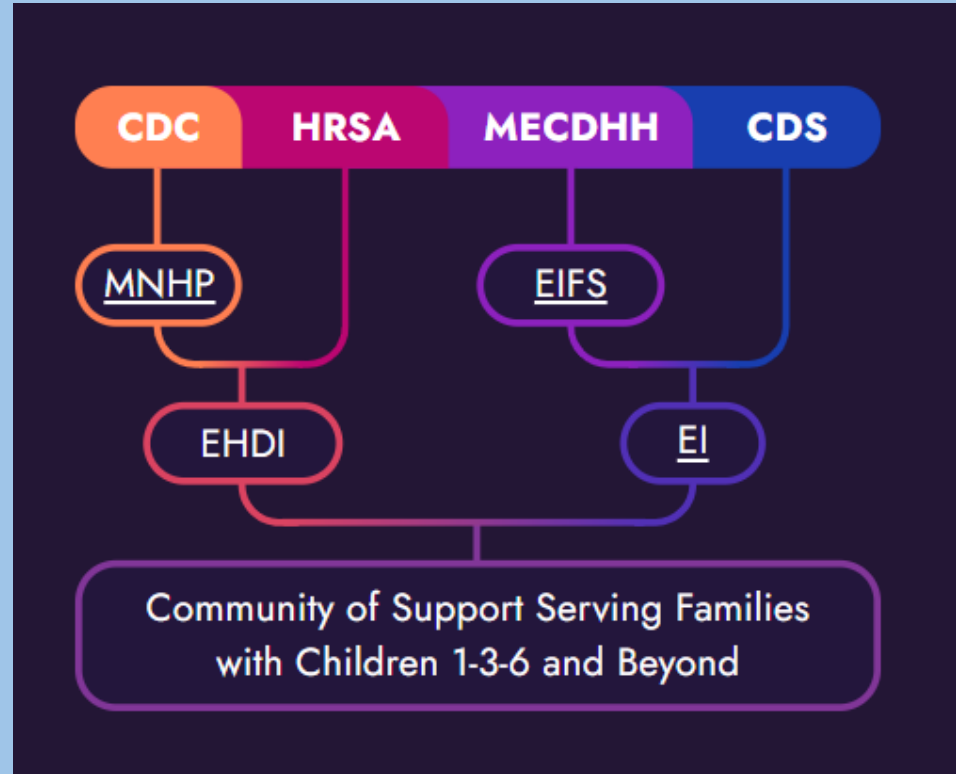 CDC HRSA MECDHH CDS
MNHP EIFS
EHDI EI
Community of Support Serving Families
with Children 1-3-6 and Beyond